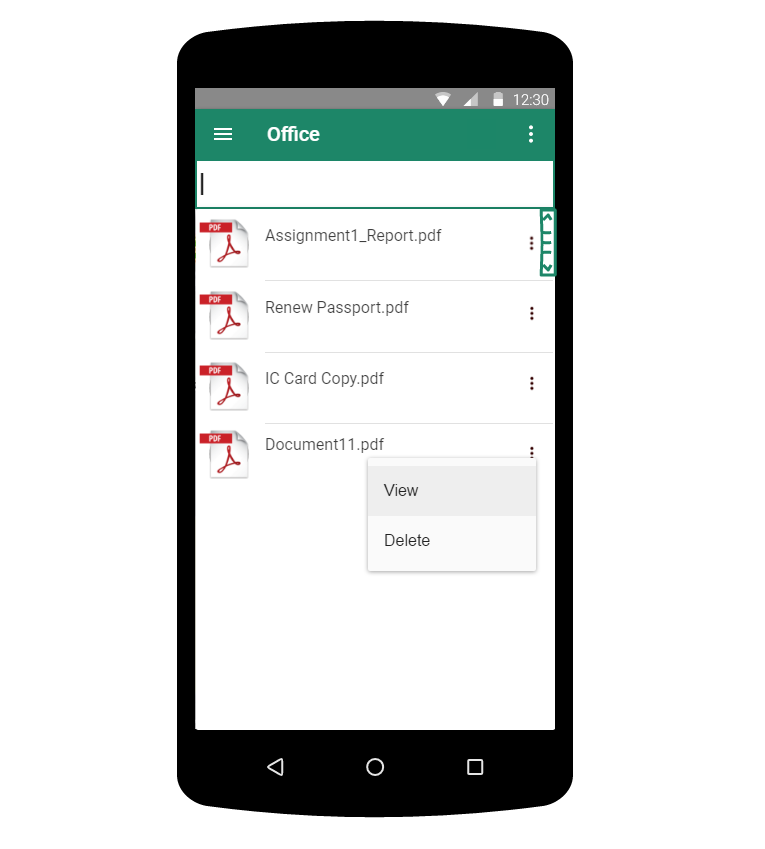 12:30
Office
PDF
Assignment1_Report.pdf
PDF
Renew Passport.pdf
PDF
IC Card Copy.pdf
PDF
Document11.pdf
View
Delete